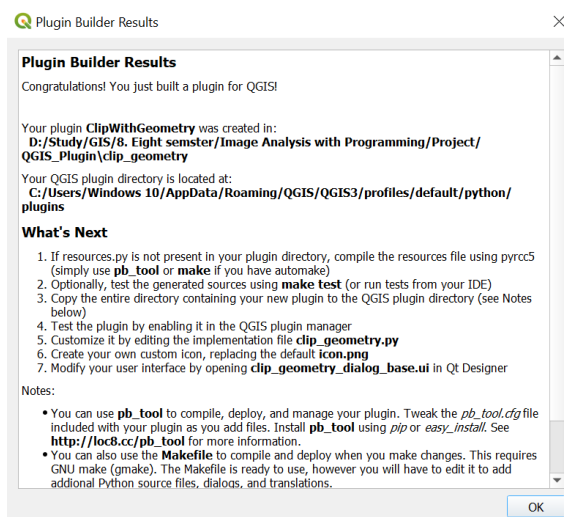 Plugin Builder Results
Plugin Builder Results
Congratulations! You just built a plugin for QGIS!
Your plugin ClipWithGeometry was created in:
D:/Study/GIS/8. Eight semster/Image Analysis with Programming/Project/
QGIS_Plugin\clip_geometry
Your QGIS plugin directory is located at:
C:/Users/Windows 10/AppData/Roaming/QGIS/QGIS3/profiles/default/python/
plugins
What's Next
1. If resources.py is not present in your plugin directory, compile the resources file using pyrcc5
(simply use pb_tool or make if you have automake)
2. Optionally, test the generated sources using make test (or run tests from your IDE)
3. Copy the entire directory containing your new plugin to the QGIS plugin directory (see Notes
below)
4. Test the plugin by enabling it in the QGIS plugin manager
5. Customize it by editing the implementation file clip_geometry.py
6. Create your own custom icon, replacing the default icon.png
7. Modify your user interface by opening clip_geometry_dialog_base.ui in Qt Designer
Notes:
• You can use pb_tool to compile, deploy, and manage your plugin. Tweak the pb_tool.cfg file
included with your plugin as you add files. Install pb_tool using pip or easy_install. See
http://loc8.cc/pb_tool for more information.
• You can also use the Makefile to compile and deploy when you make changes. This requires
GNU make (gmake). The Makefile is ready to use, however you will have to edit it to add
addional Python source files, dialogs, and translations.
OK